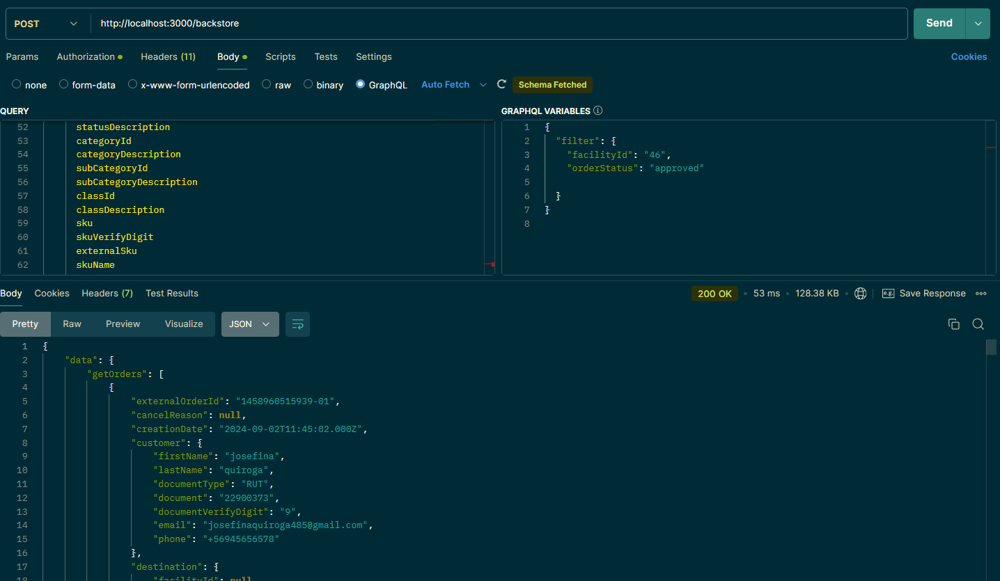 POST http://localhost:3000/backstore Send
Params Authorization Headers (11) Body Scripts Tests Settings Cookies
none form-data x-www-form-urlencoded raw binary GraphQL Auto Fetch Schema Fetched
QUERY
52 statusDescription
53 categoryId
54 categoryDescription
55 subCategoryId
56 subCategoryDescription
57 classId
58 classDescription
59 sku
60 skuVerifyDigit
61 externalSku
62 skuName
GRAPHQL VARIABLES
1 {
2 "filter": {
3 "facilityId": "46",
4 "orderStatus": "approved"
5
6 }
7 }
8
Body Cookies Headers (7) Test Results 200 OK • 53 ms • 128.38 KB • e.g. Save Response
Pretty Raw Preview Visualize JSON
1 {
2 "data": {
3 "getOrders": [
4 {
5 "externalOrderId": "1458960515939-01",
6 "cancelReason": null,
7 "creationDate": "2024-09-02T11:45:02.000Z",
8 "customer": {
9 "firstName": "josefina",
10 "lastName": "quiroga",
11 "documentType": "RUT",
12 "document": "22900373",
13 "documentVerifyDigit": "9",
14 "email": "josefinaquiroga485@gmail.com",
15 "phone": "+56945656578"
16 },
17 "destination": {
18 "facilityId": null